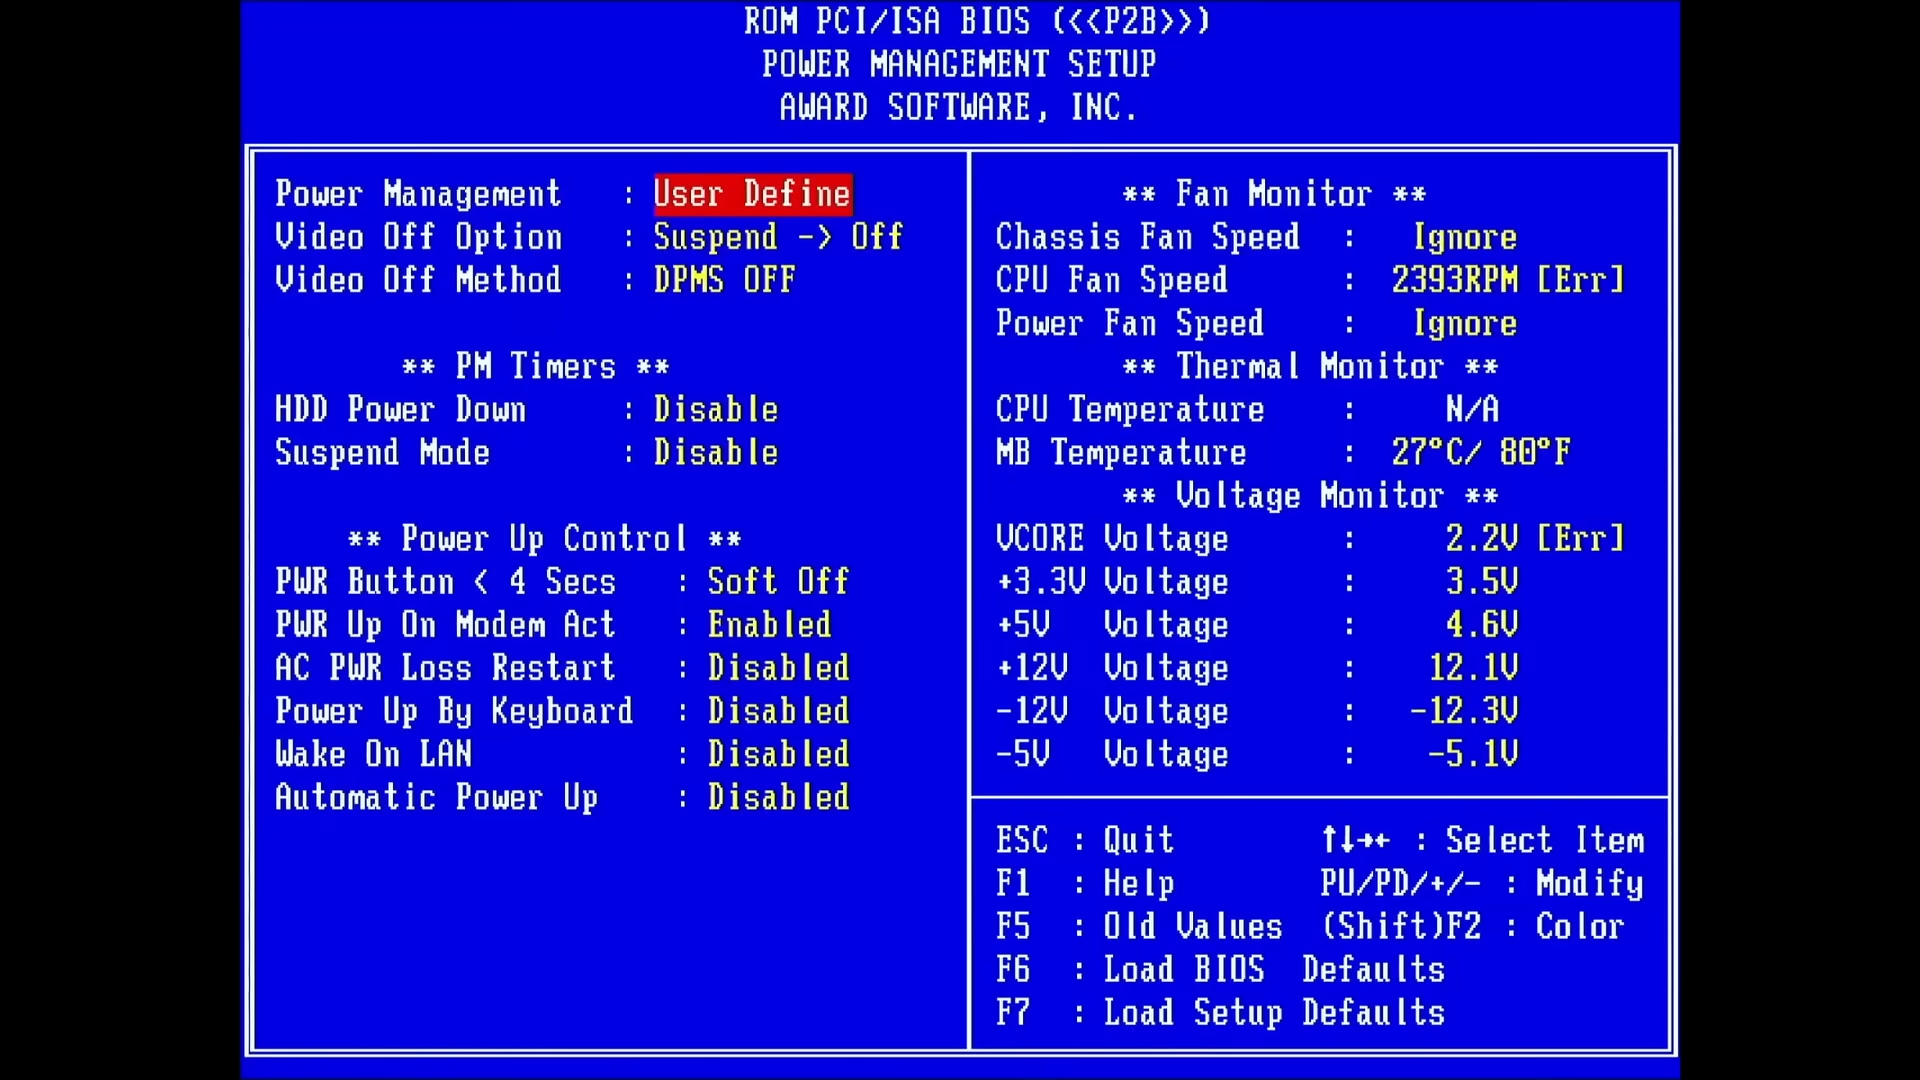 ROM PCI/ISA BIOS (<<P2B>>)
POWER MANAGEMENT SETUP
AWARD SOFTWARE, INC.
Power Management : User Define
Video Off Option : Suspend -> Off
Video Off Method : DPMS OFF
** PM Timers **
HDD Power Down : Disable
Suspend Mode : Disable
** Power Up Control **
PWR Button < 4 Secs : Soft Off
PWR Up On Modem Act : Enabled
AC PWR Loss Restart : Disabled
Power Up By Keyboard : Disabled
Wake On LAN : Disabled
Automatic Power Up : Disabled
** Fan Monitor **
Chassis Fan Speed : Ignore
CPU Fan Speed : 2393RPM [Err]
Power Fan Speed : Ignore
** Thermal Monitor **
CPU Temperature : N/A
MB Temperature : 27°C/ 80°F
** Voltage Monitor **
VCORE Voltage : 2.2V [Err]
+3.3V Voltage : 3.5V
+5V Voltage : 4.6V
+12V Voltage : 12.1V
-12V Voltage : -12.3V
-5V Voltage : -5.1V
ESC : Quit ↑↓→← : Select Item
F1 : Help PU/PD/+/- : Modify
F5 : Old Values (Shift)F2 : Color
F6 : Load BIOS Defaults
F7 : Load Setup Defaults